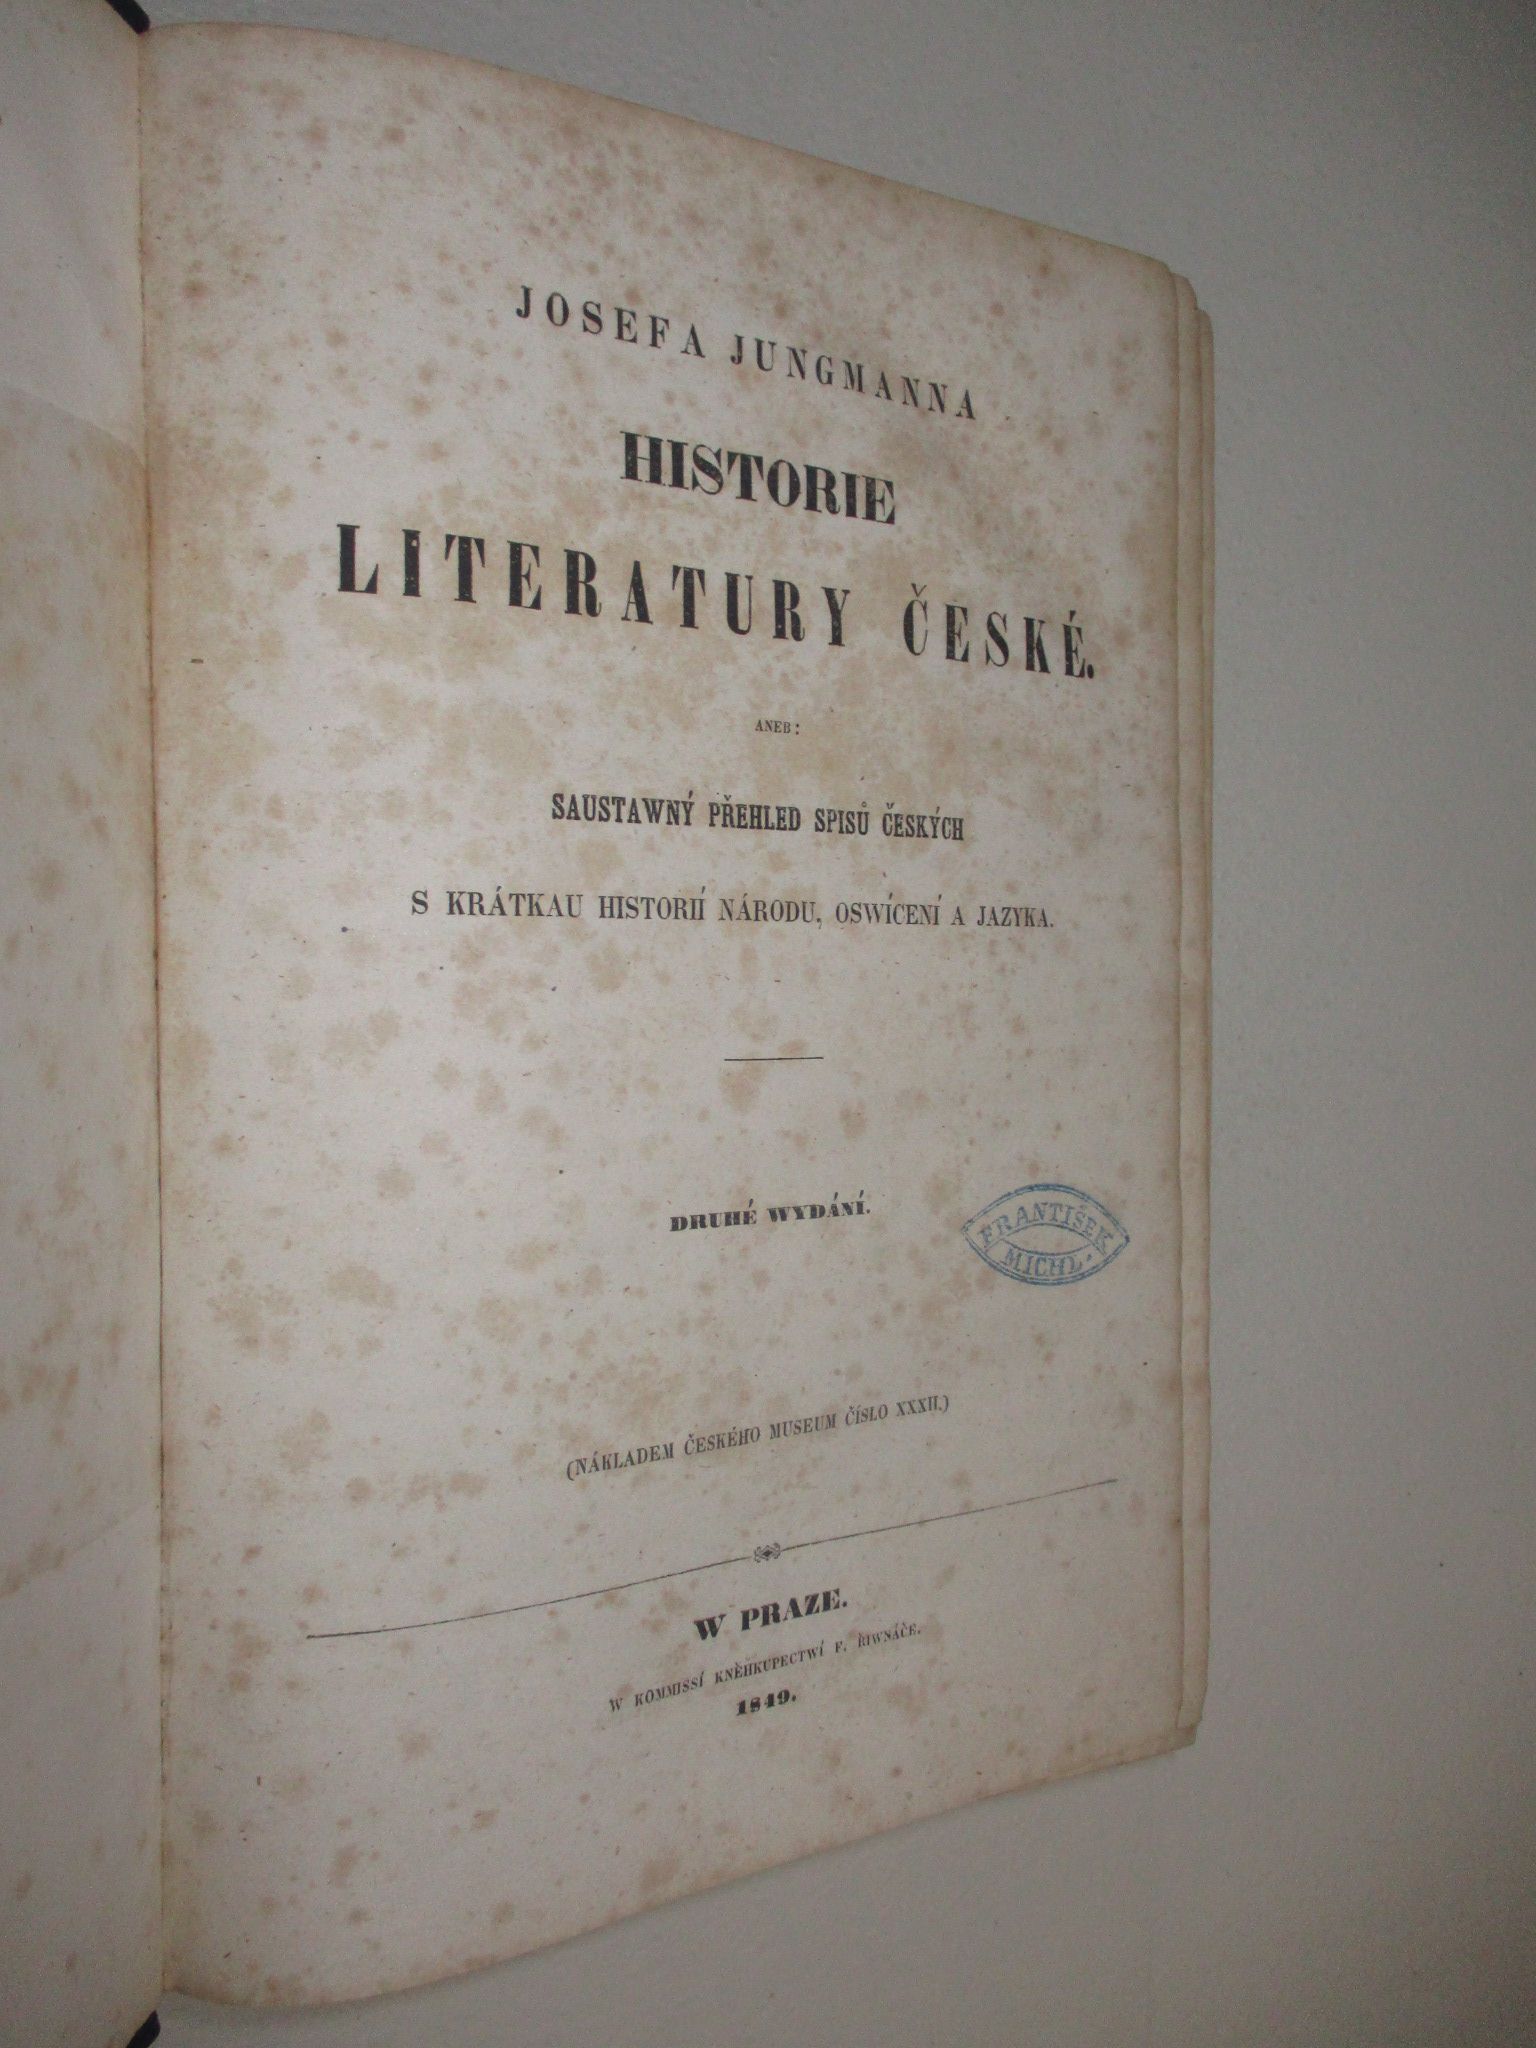 JOSEFA JUNGMANNA
HISTORIE
LITERATURY ČESKÉ.
ANEB:
SAUSTAWNÝ PŘEHLED SPISŮ ČESKÝCH
S KRÁTKAU HISTORIÍ NÁRODU, OSWÍCENÍ A JAZYKA.
DRUHÉ WYDÁNÍ.
FRANTIŠEK
MICHL.
(NÁKLADEM ČESKÉHO MUSEUM ČÍSLO XXXII.)
W PRAZE.
W KOMMISSÍ KNĚHKUPECTWÍ F. ŘIWNÁČE.
1849.